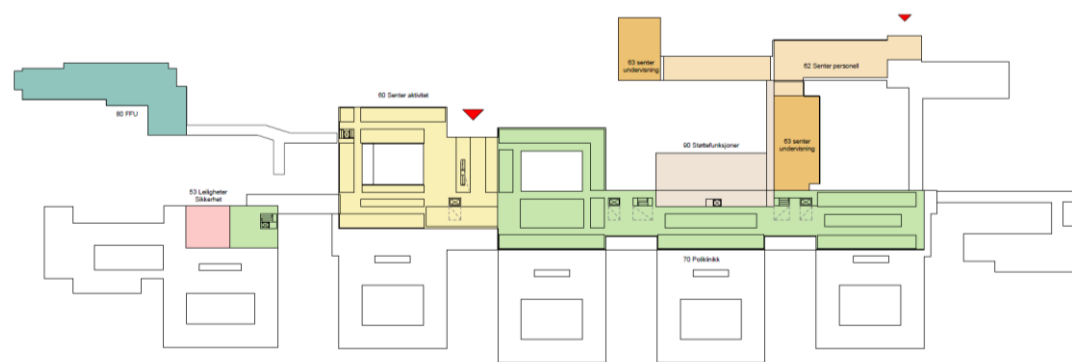 63 senter
undervisning
62 Senter personell
60 Senter aktivitet
80 FFU
63 senter
undervisning
90 Støttefunksjoner
53 Leiligheter
Sikkerhet
70 Poliklinikk